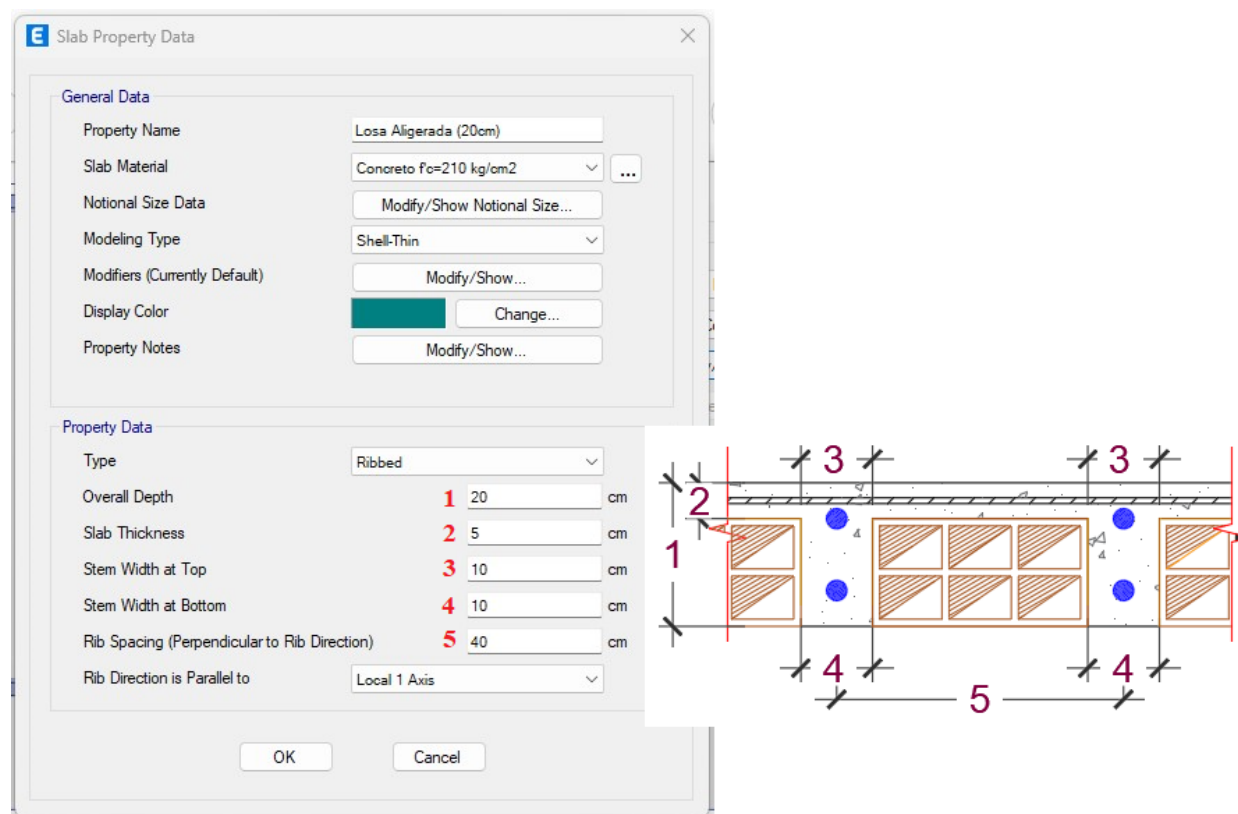 E Slab Property Data
General Data
Property Name Losa Aligerada (20cm)
Slab Material Concreto f'c=210 kg/cm2 ...
Notional Size Data Modify/Show Notional Size...
Modeling Type Shell-Thin
Modifiers (Currently Default) Modify/Show...
Display Color Change...
Property Notes Modify/Show...
Property Data
Type Ribbed
Overall Depth 1 20 cm
Slab Thickness 2 5 cm
Stem Width at Top 3 10 cm
Stem Width at Bottom 4 10 cm
Rib Spacing (Perpendicular to Rib Direction) 5 40 cm
Rib Direction is Parallel to Local 1 Axis
OK Cancel
3 3
2
1
4 4
5